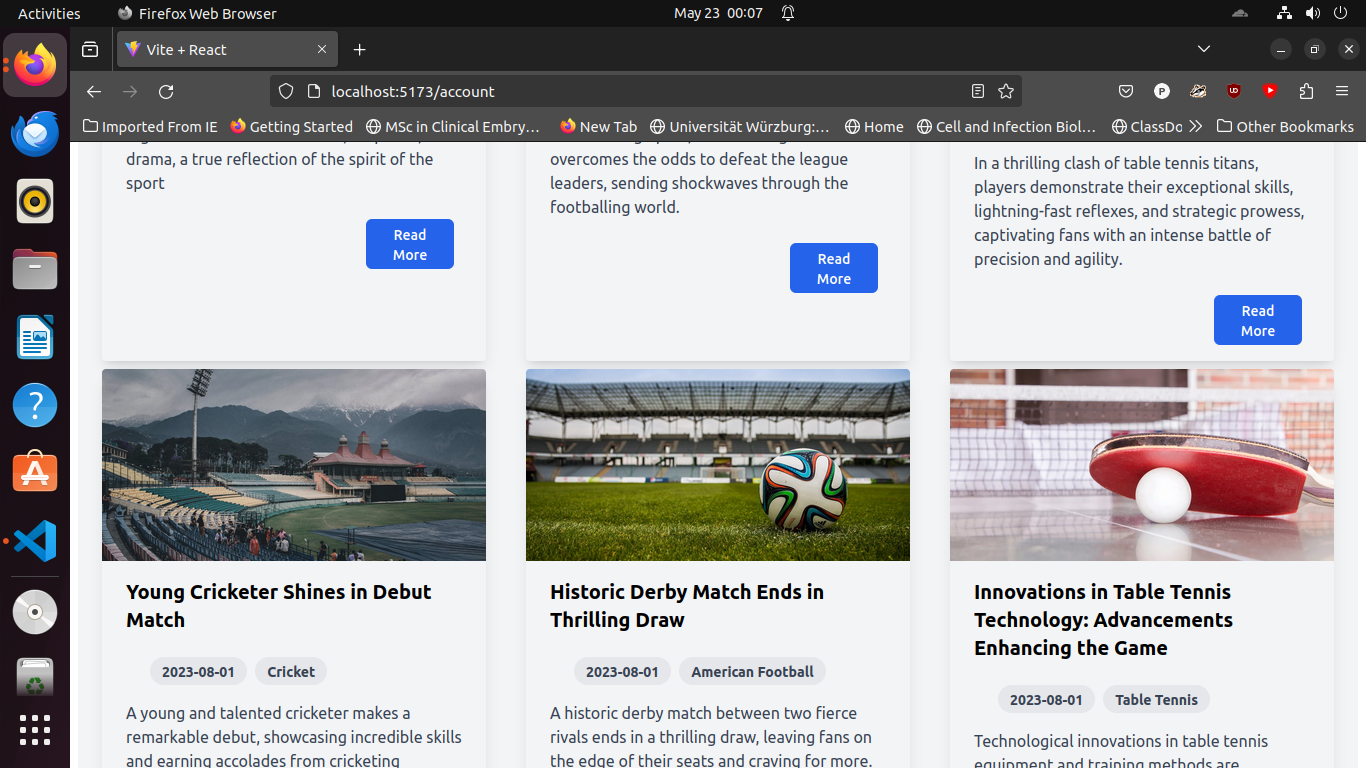 Activities
Firefox Web Browser
May 23 00:07
Vite + React
localhost:5173/account
Imported From IE
Getting Started
MSc in Clinical Embry…
New Tab
Universität Würzburg:…
Home
Cell and Infection Biol…
ClassDo
Other Bookmarks
drama, a true reflection of the spirit of the
sport
Read
More
overcomes the odds to defeat the league
leaders, sending shockwaves through the
footballing world.
Read
More
In a thrilling clash of table tennis titans,
players demonstrate their exceptional skills,
lightning-fast reflexes, and strategic prowess,
captivating fans with an intense battle of
precision and agility.
Read
More
Young Cricketer Shines in Debut
Match
2023-08-01
Cricket
A young and talented cricketer makes a
remarkable debut, showcasing incredible skills
and earning accolades from cricketing
Historic Derby Match Ends in
Thrilling Draw
2023-08-01
American Football
A historic derby match between two fierce
rivals ends in a thrilling draw, leaving fans on
the edge of their seats and craving for more.
Innovations in Table Tennis
Technology: Advancements
Enhancing the Game
2023-08-01
Table Tennis
Technological innovations in table tennis
equipment and training methods are